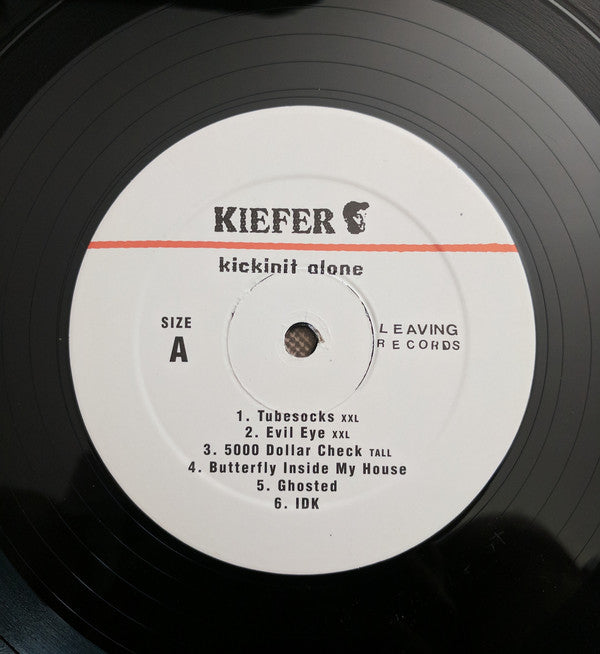 KIEFER
kickinit alone
SIZE
A
LEAVING
RECORDS
1. Tubesocks XXL
2. Evil Eye XXL
3. 5000 Dollar Check TALL
4. Butterfly Inside My House
5. Ghosted
6. IDK